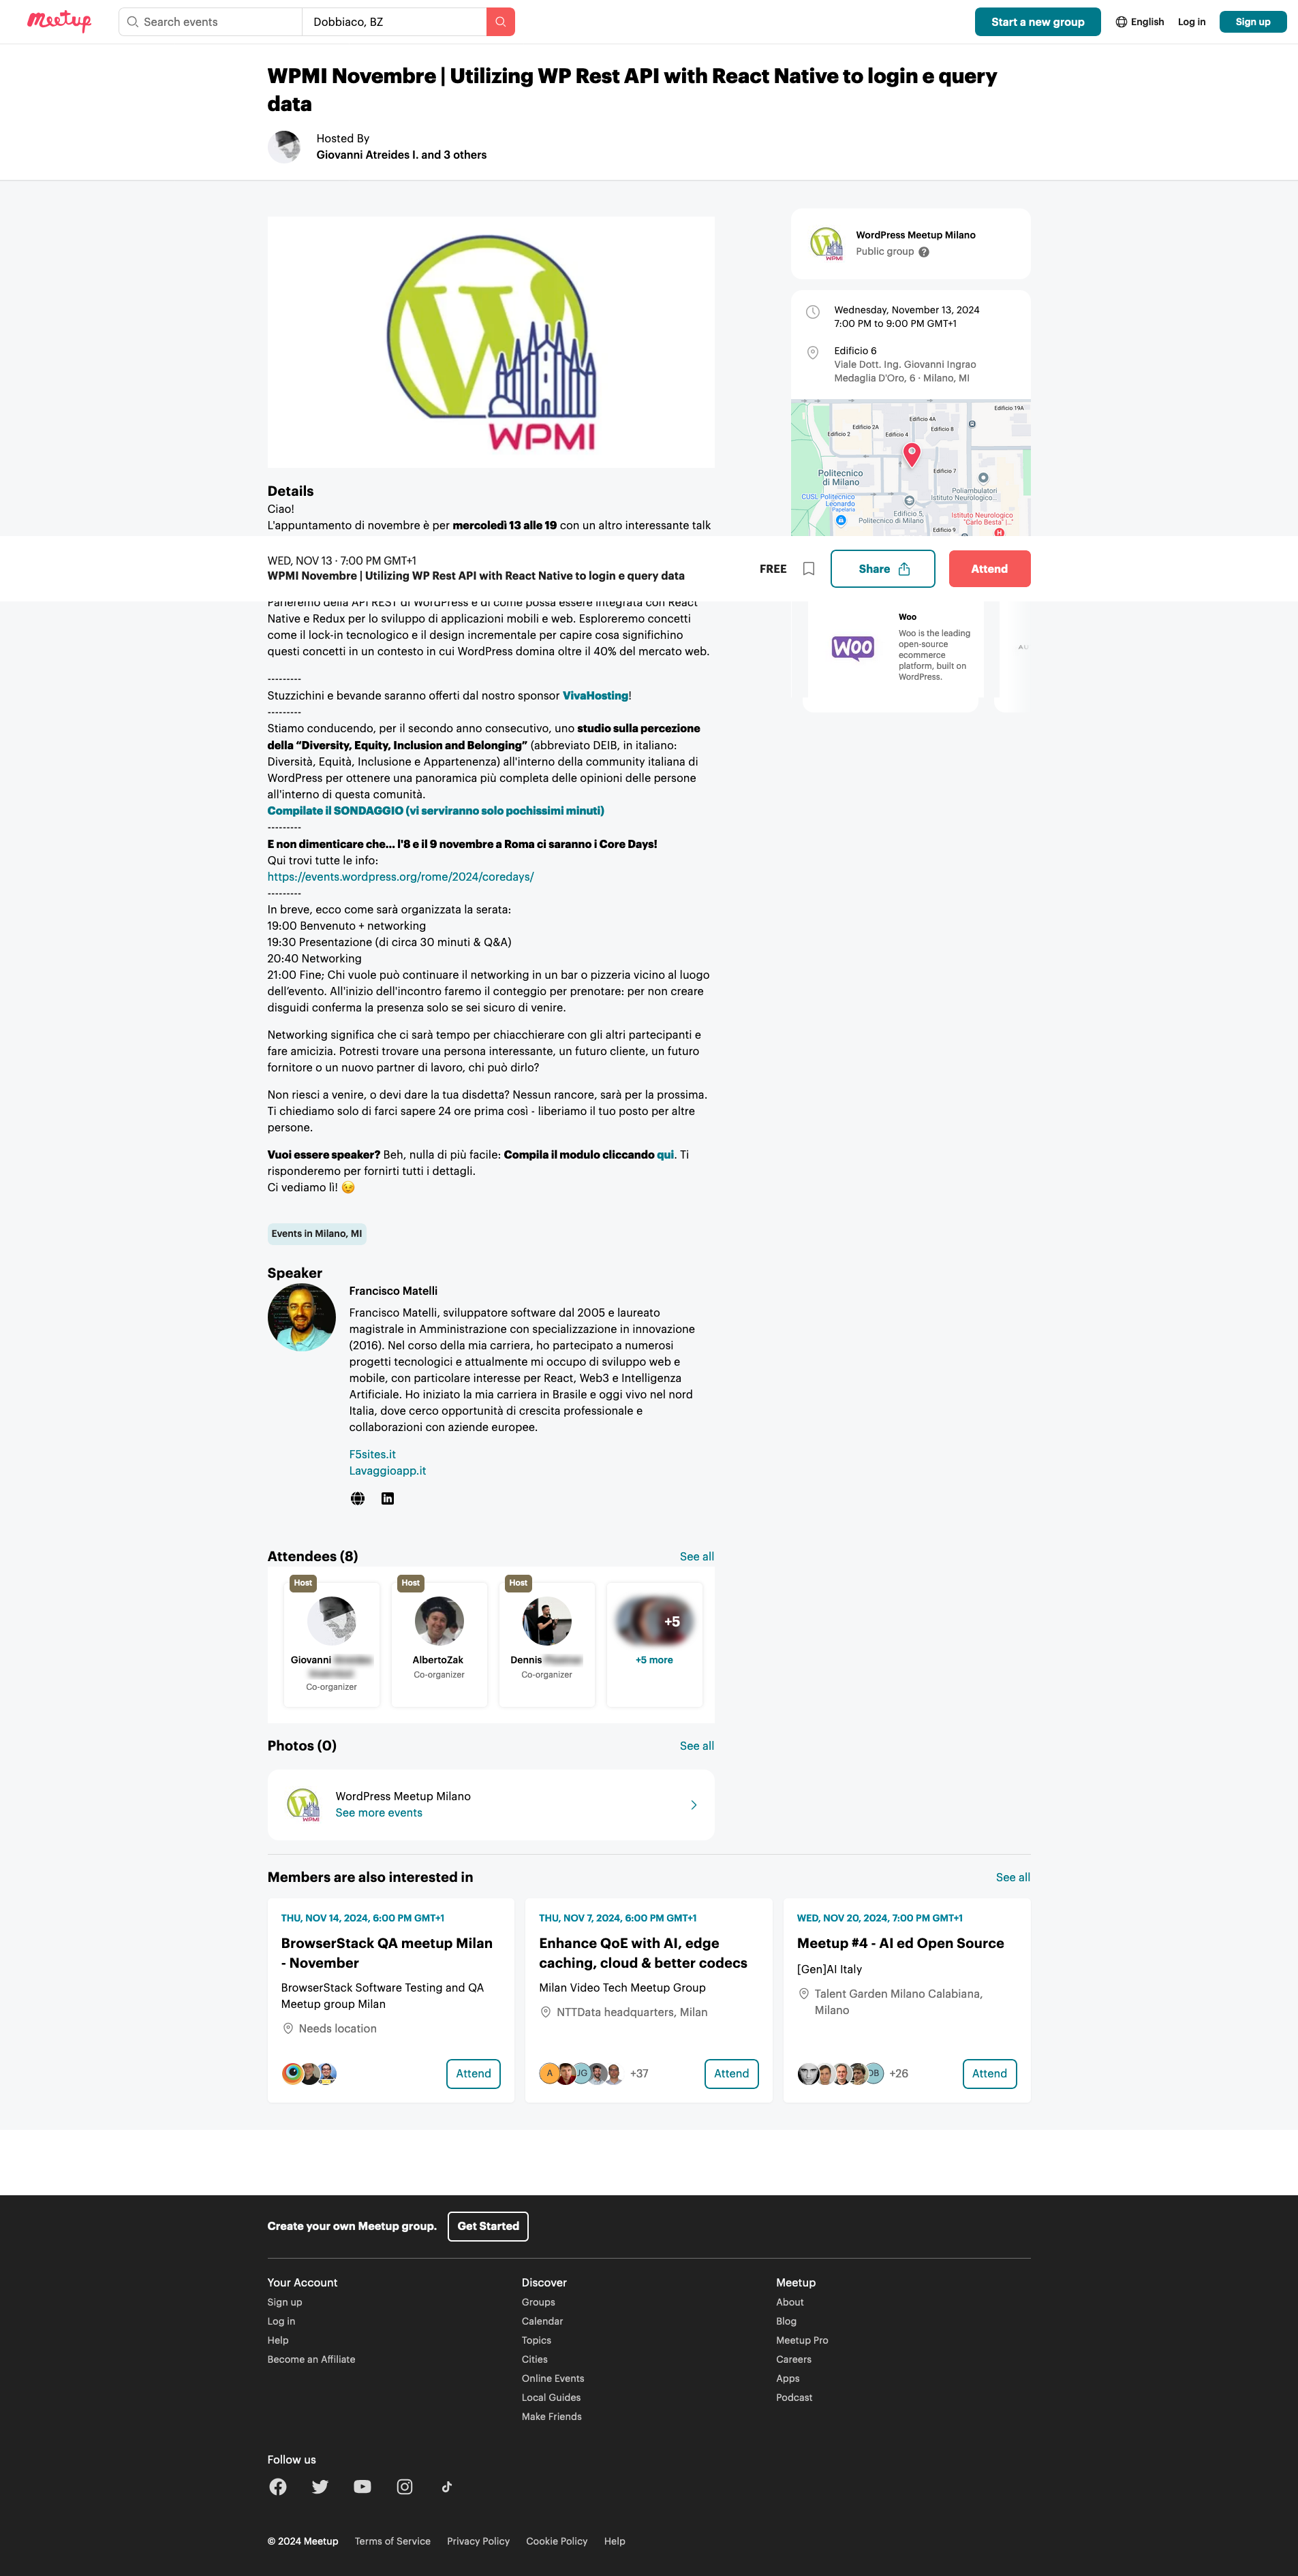 Meetup
Search events
Dobbiaco, BZ
Start a new group
English
Log in
Sign up
WPMI Novembre | Utilizing WP Rest API with React Native to login e query
data
Hosted By
Giovanni Atreides I. and 3 others
WPMI
Details
Ciao!
L'appuntamento di novembre è per mercoledì 13 alle 19 con un altro interessante talk
WordPress Meetup Milano
Public group
Wednesday, November 13, 2024
7:00 PM to 9:00 PM GMT+1
Edificio 6
Viale Dott. Ing. Giovanni Ingrao
Medaglia D'Oro, 6 · Milano, MI
Edificio 19A
Edificio 4A
Edificio 2A
Edificio 8
Edificio 2
Edificio 4
Edificio 7
Politecnico
di Milano
Poliambulatori
Istituto Neurologico...
CUSL Politecnico
Leonardo
Papelaria
Edificio 5,
Politecnico di Milano
Istituto Neurologico
"Carlo Besta" I...
Edificio 9
WED, NOV 13 · 7:00 PM GMT+1
WPMI Novembre | Utilizing WP Rest API with React Native to login e query data
FREE
Share
Attend
Parleremo della API REST di WordPress e di come possa essere integrata con React
Native e Redux per lo sviluppo di applicazioni mobili e web. Esploreremo concetti
come il lock-in tecnologico e il design incrementale per capire cosa significhino
questi concetti in un contesto in cui WordPress domina oltre il 40% del mercato web.
---------
Stuzzichini e bevande saranno offerti dal nostro sponsor VivaHosting!
---------
Stiamo conducendo, per il secondo anno consecutivo, uno studio sulla percezione
della “Diversity, Equity, Inclusion and Belonging” (abbreviato DEIB, in italiano:
Diversità, Equità, Inclusione e Appartenenza) all'interno della community italiana di
WordPress per ottenere una panoramica più completa delle opinioni delle persone
all'interno di questa comunità.
Compilate il SONDAGGIO (vi serviranno solo pochissimi minuti)
---------
E non dimenticare che... l'8 e il 9 novembre a Roma ci saranno i Core Days!
Qui trovi tutte le info:
https://events.wordpress.org/rome/2024/coredays/
---------
In breve, ecco come sarà organizzata la serata:
19:00 Benvenuto + networking
19:30 Presentazione (di circa 30 minuti & Q&A)
20:40 Networking
21:00 Fine; Chi vuole può continuare il networking in un bar o pizzeria vicino al luogo
dell’evento. All'inizio dell'incontro faremo il conteggio per prenotare: per non creare
disguidi conferma la presenza solo se sei sicuro di venire.
Networking significa che ci sarà tempo per chiacchierare con gli altri partecipanti e
fare amicizia. Potresti trovare una persona interessante, un futuro cliente, un futuro
fornitore o un nuovo partner di lavoro, chi può dirlo?
Non riesci a venire, o devi dare la tua disdetta? Nessun rancore, sarà per la prossima.
Ti chiediamo solo di farci sapere 24 ore prima così - liberiamo il tuo posto per altre
persone.
Vuoi essere speaker? Beh, nulla di più facile: Compila il modulo cliccando qui. Ti
risponderemo per fornirti tutti i dettagli.
Ci vediamo lì! 😉
Woo
WOO
Woo is the leading
open-source
ecommerce
platform, built on
WordPress.
AU
Events in Milano, MI
Speaker
Francisco Matelli
Francisco Matelli, sviluppatore software dal 2005 e laureato
magistrale in Amministrazione con specializzazione in innovazione
(2016). Nel corso della mia carriera, ho partecipato a numerosi
progetti tecnologici e attualmente mi occupo di sviluppo web e
mobile, con particolare interesse per React, Web3 e Intelligenza
Artificiale. Ho iniziato la mia carriera in Brasile e oggi vivo nel nord
Italia, dove cerco opportunità di crescita professionale e
collaborazioni con aziende europee.
F5sites.it
Lavaggioapp.it
Attendees (8)
See all
Host
Giovanni
Co-organizer
Host
AlbertoZak
Co-organizer
Host
Dennis
Co-organizer
+5
+5 more
Photos (0)
See all
WordPress Meetup Milano
See more events
Members are also interested in
See all
THU, NOV 14, 2024, 6:00 PM GMT+1
BrowserStack QA meetup Milan
- November
BrowserStack Software Testing and QA
Meetup group Milan
Needs location
Attend
THU, NOV 7, 2024, 6:00 PM GMT+1
Enhance QoE with AI, edge
caching, cloud & better codecs
Milan Video Tech Meetup Group
NTTData headquarters, Milan
A
JG
+37
Attend
WED, NOV 20, 2024, 7:00 PM GMT+1
Meetup #4 - AI ed Open Source
[Gen]AI Italy
Talent Garden Milano Calabiana,
Milano
DB
+26
Attend
Create your own Meetup group.
Get Started
Your Account
Sign up
Log in
Help
Become an Affiliate
Discover
Groups
Calendar
Topics
Cities
Online Events
Local Guides
Make Friends
Meetup
About
Blog
Meetup Pro
Careers
Apps
Podcast
Follow us
© 2024 Meetup
Terms of Service
Privacy Policy
Cookie Policy
Help